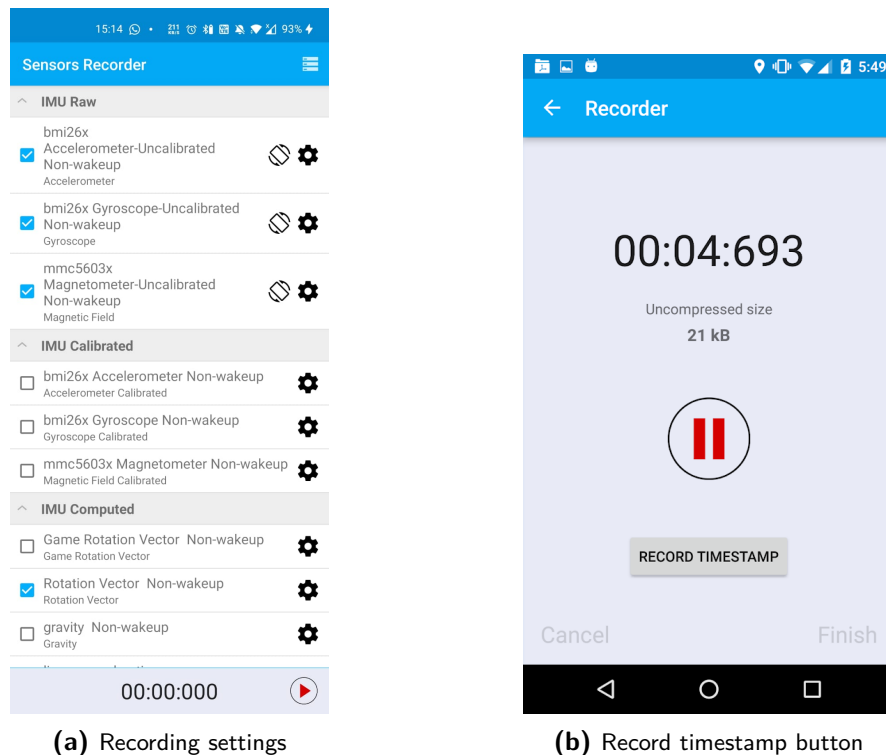 15:14 211 KB/S 93%
Sensors Recorder
IMU Raw
bmi26x
Accelerometer-Uncalibrated
Non-wakeup
Accelerometer
bmi26x Gyroscope-Uncalibrated
Non-wakeup
Gyroscope
mmc5603x
Magnetometer-Uncalibrated
Non-wakeup
Magnetic Field
IMU Calibrated
bmi26x Accelerometer Non-wakeup
Accelerometer Calibrated
bmi26x Gyroscope Non-wakeup
Gyroscope Calibrated
mmc5603x Magnetometer Non-wakeup
Magnetic Field Calibrated
IMU Computed
Game Rotation Vector Non-wakeup
Game Rotation Vector
Rotation Vector Non-wakeup
Rotation Vector
gravity Non-wakeup
Gravity
00:00:000
(a) Recording settings
5:49
Recorder
00:04:693
Uncompressed size
21 kB
RECORD TIMESTAMP
Cancel Finish
(b) Record timestamp button